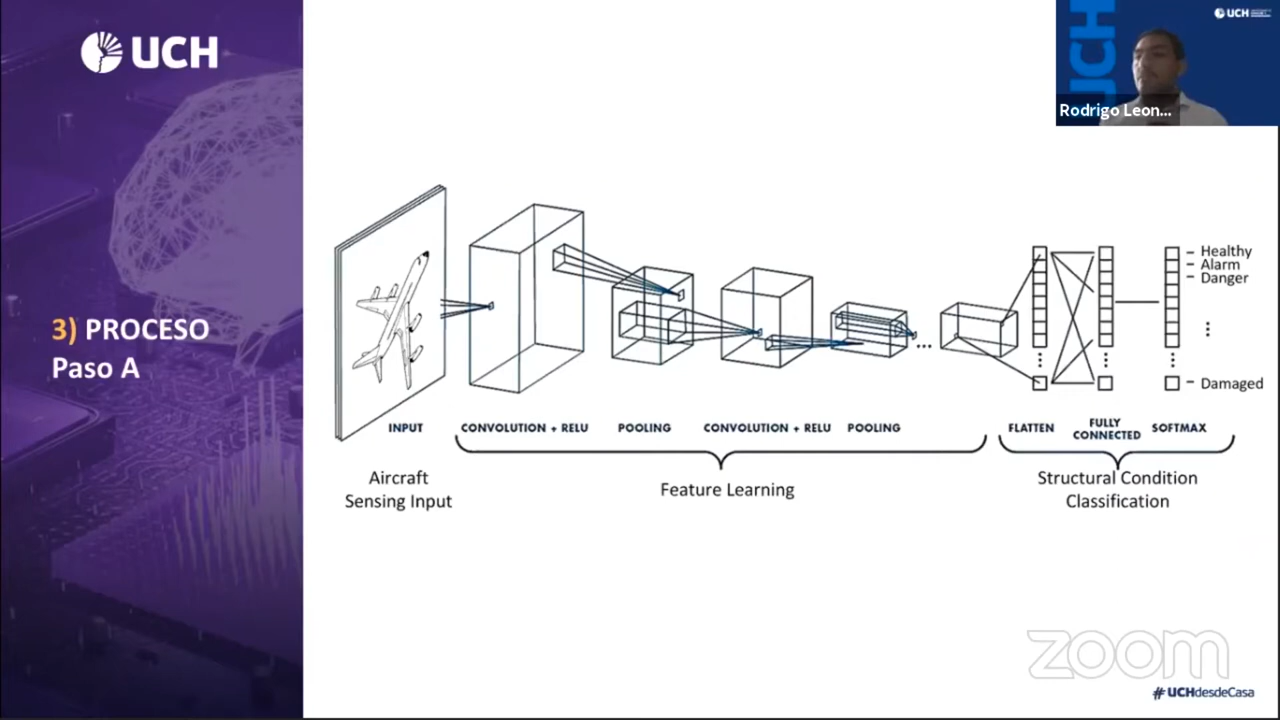 UCH
3) PROCESO
Paso A
UCH
UCH
Rodrigo Leon...
Healthy
Alarm
Danger
Damaged
INPUT
CONVOLUTION + RELU
POOLING
CONVOLUTION + RELU
POOLING
FLATTEN
FULLY
CONNECTED
SOFTMAX
Aircraft
Sensing Input
Feature Learning
Structural Condition
Classification
zoom
#UCHdesdeCasa